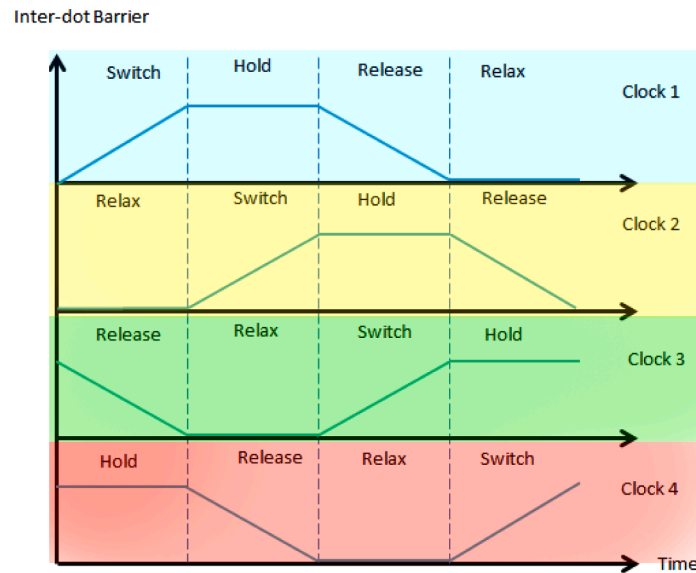 Inter-dot Barrier
Switch Hold Release Relax Clock 1
Relax Switch Hold Release Clock 2
Release Relax Switch Hold Clock 3
Hold Release Relax Switch Clock 4
Time